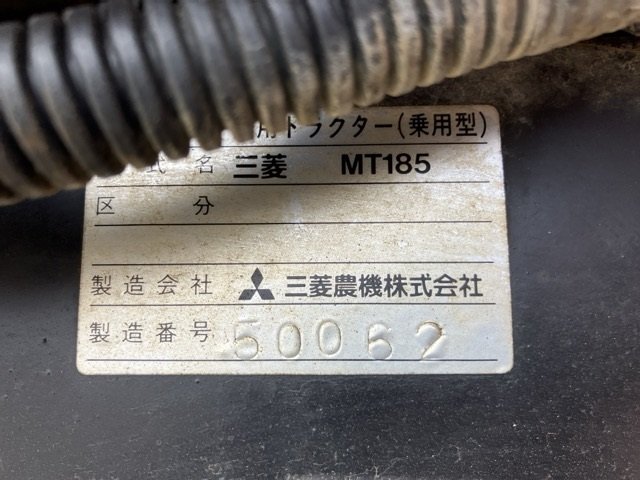 用トラクター(乗用型)
式名 三菱 MT185
区分
製造会社 三菱農機株式会社
製造番号 50062